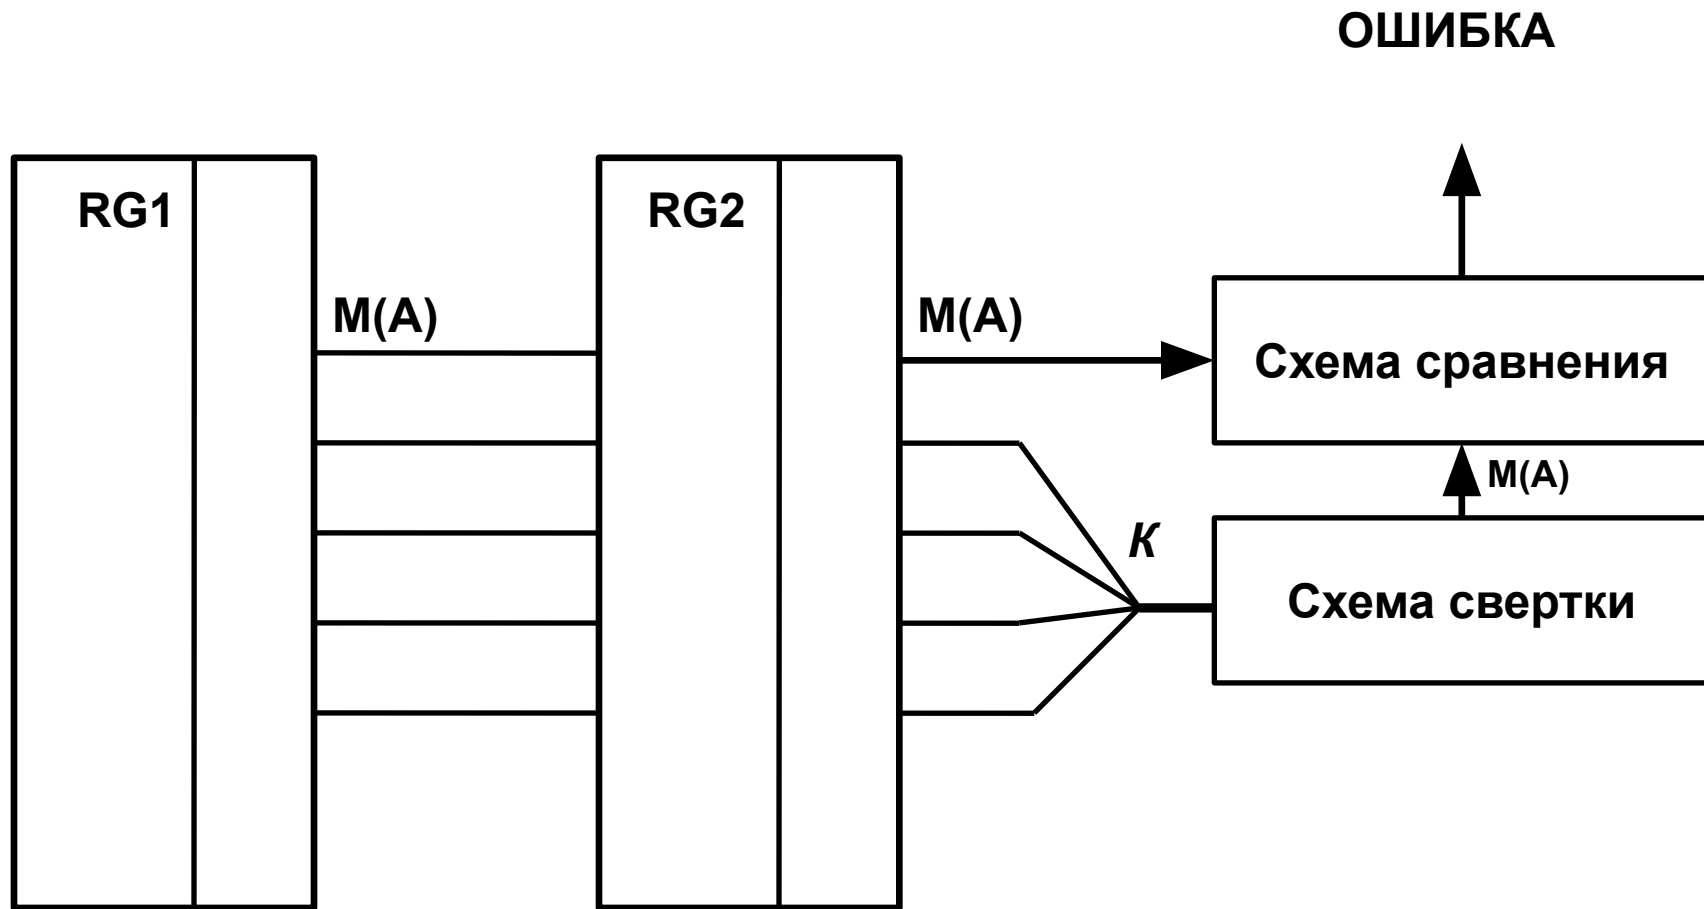 ОШИБКА
RG1
RG2
М(А)
М(А)
Схема сравнения
М(А)
К
Схема свертки